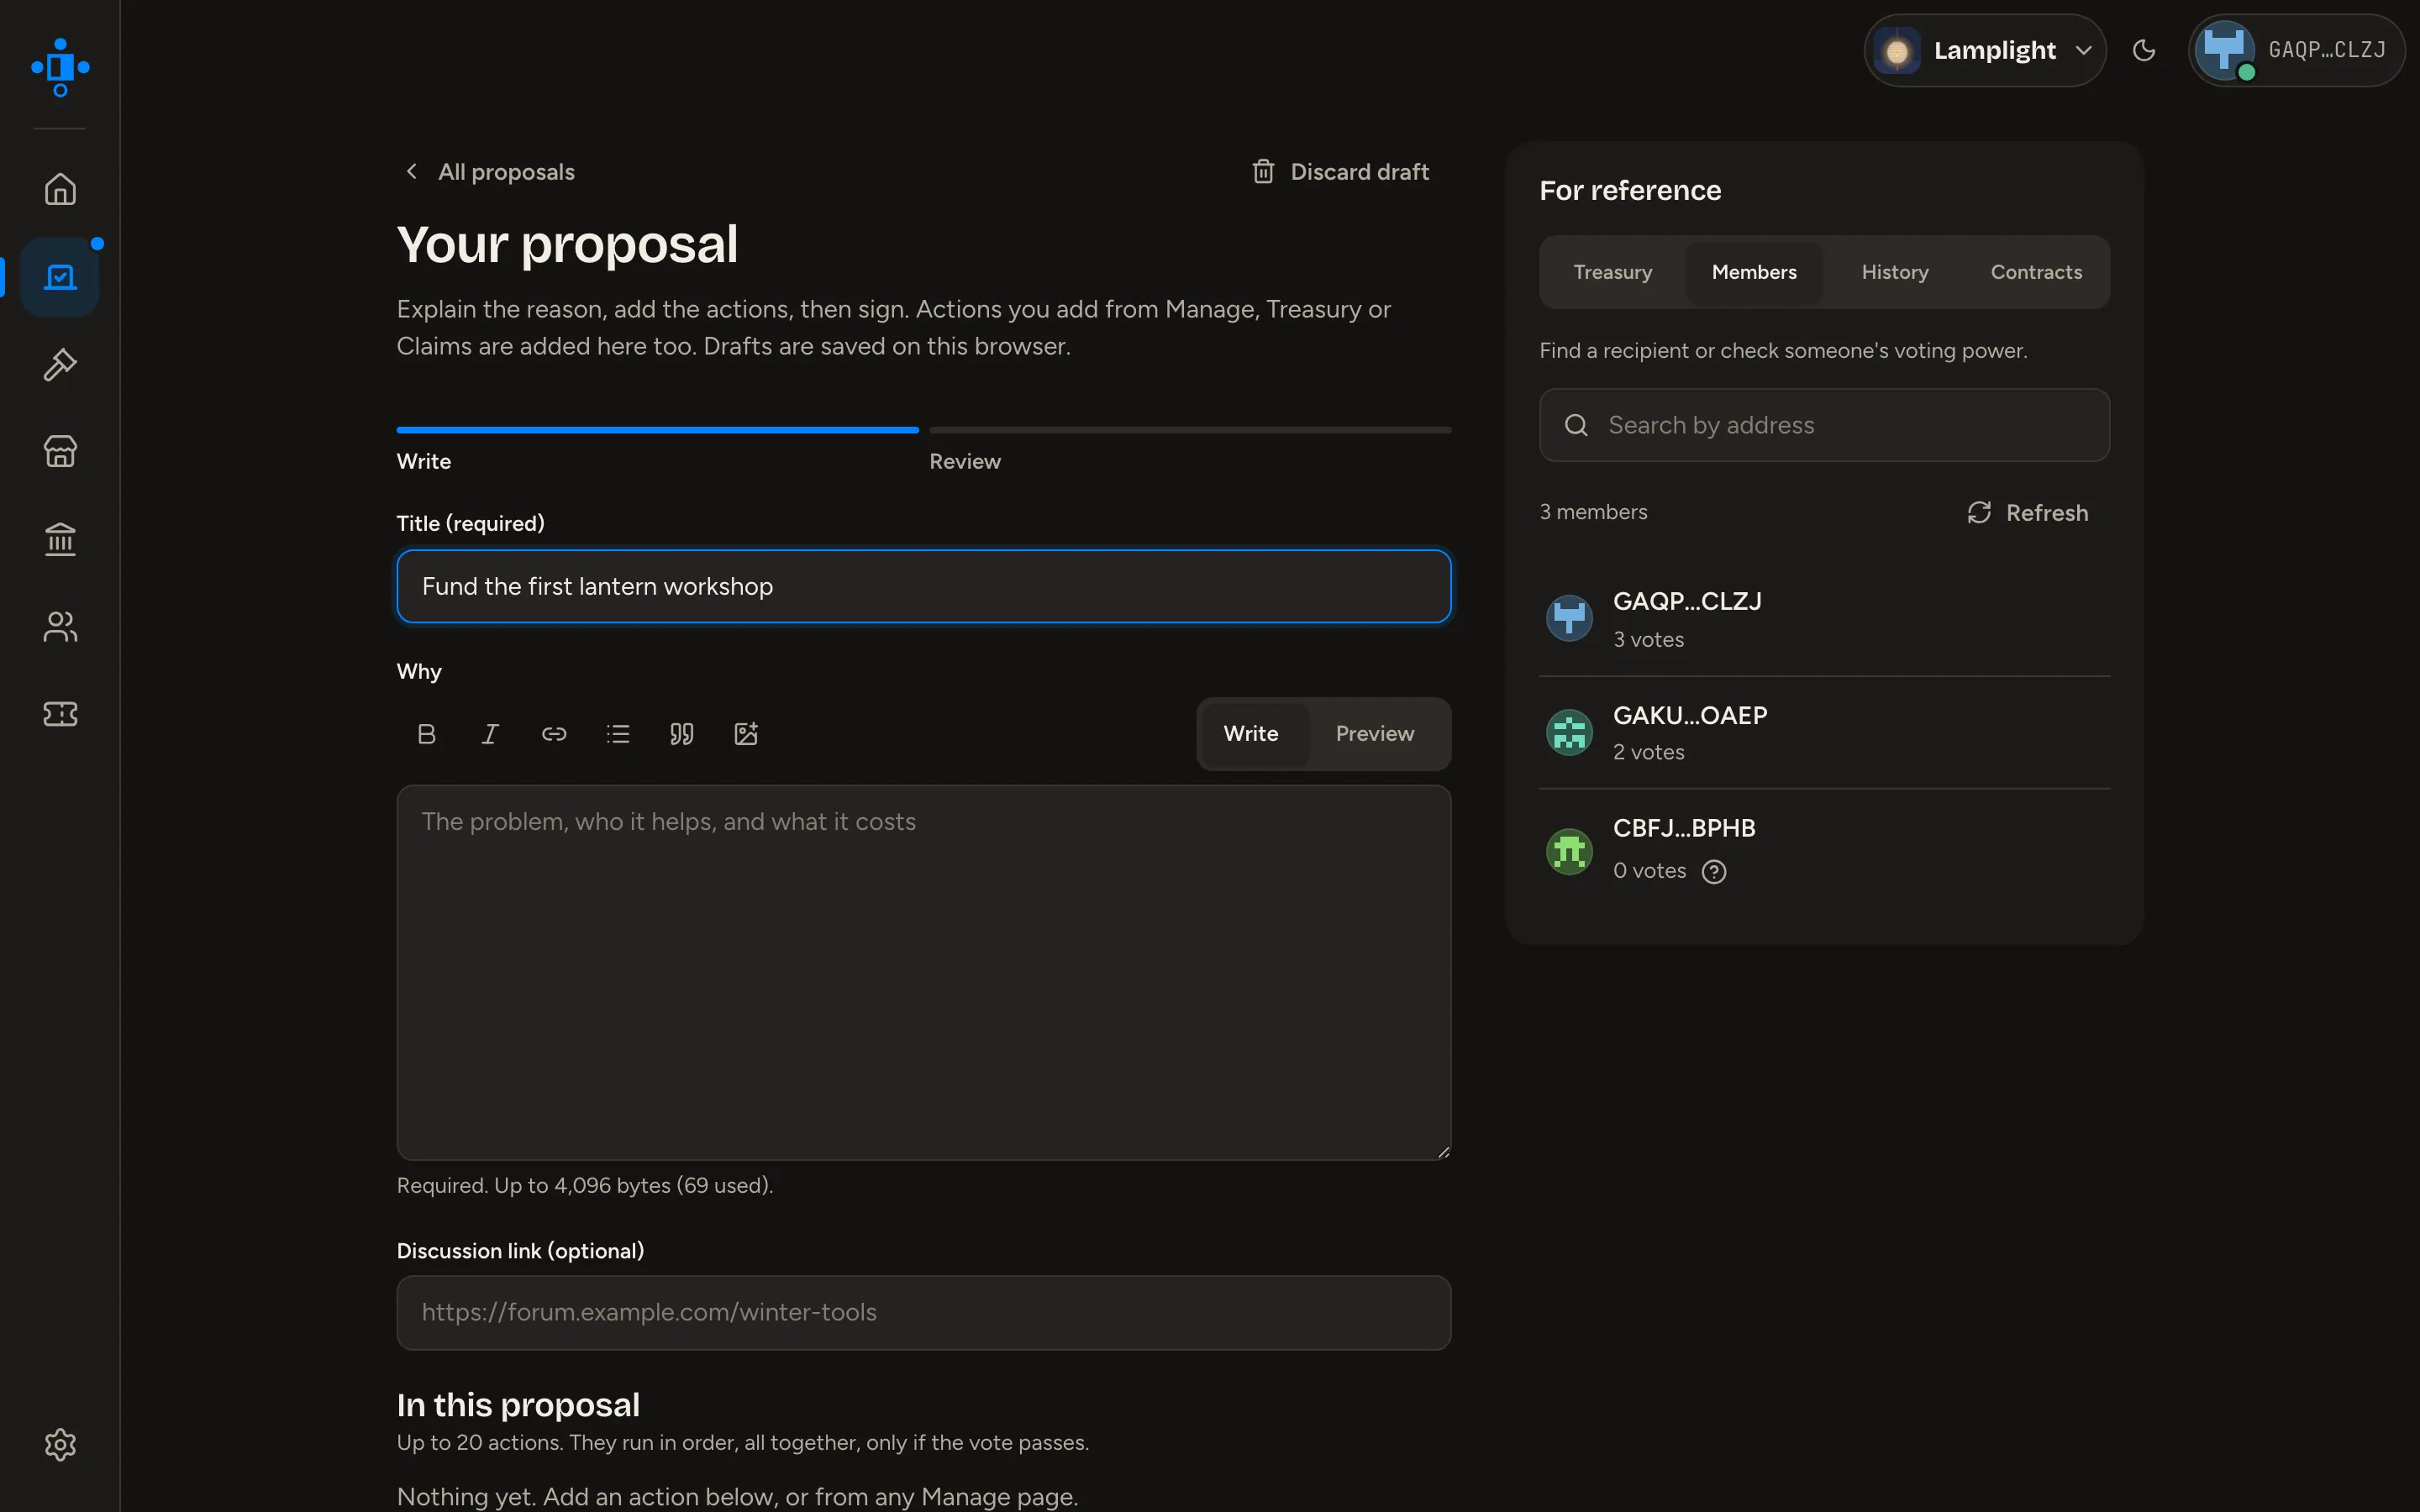 Lamplight
GAQP...CLZJ
All proposals
Discard draft
Your proposal
Explain the reason, add the actions, then sign. Actions you add from Manage, Treasury or
Claims are added here too. Drafts are saved on this browser.
Write
Review
Title (required)
Fund the first lantern workshop
Why
Write
Preview
The problem, who it helps, and what it costs
Required. Up to 4,096 bytes (69 used).
Discussion link (optional)
https://forum.example.com/winter-tools
In this proposal
Up to 20 actions. They run in order, all together, only if the vote passes.
Nothing yet. Add an action below, or from any Manage page.
For reference
Treasury
Members
History
Contracts
Find a recipient or check someone's voting power.
Search by address
3 members
Refresh
GAQP...CLZJ
3 votes
GAKU...OAEP
2 votes
CBFJ...BPHB
0 votes